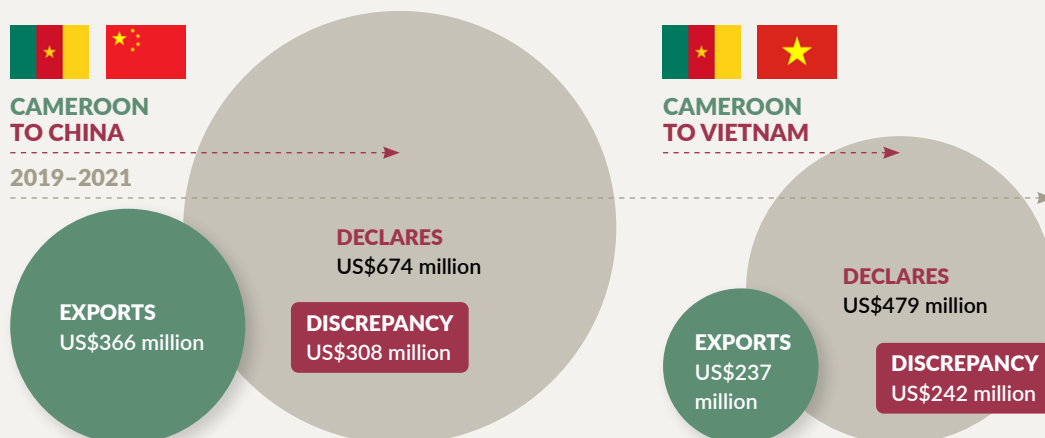 CAMEROON
TO CHINA
2019–2021
EXPORTS
US$366 million
DECLARES
US$674 million
DISCREPANCY
US$308 million
CAMEROON
TO VIETNAM
EXPORTS
US$237
million
DECLARES
US$479 million
DISCREPANCY
US$242 million